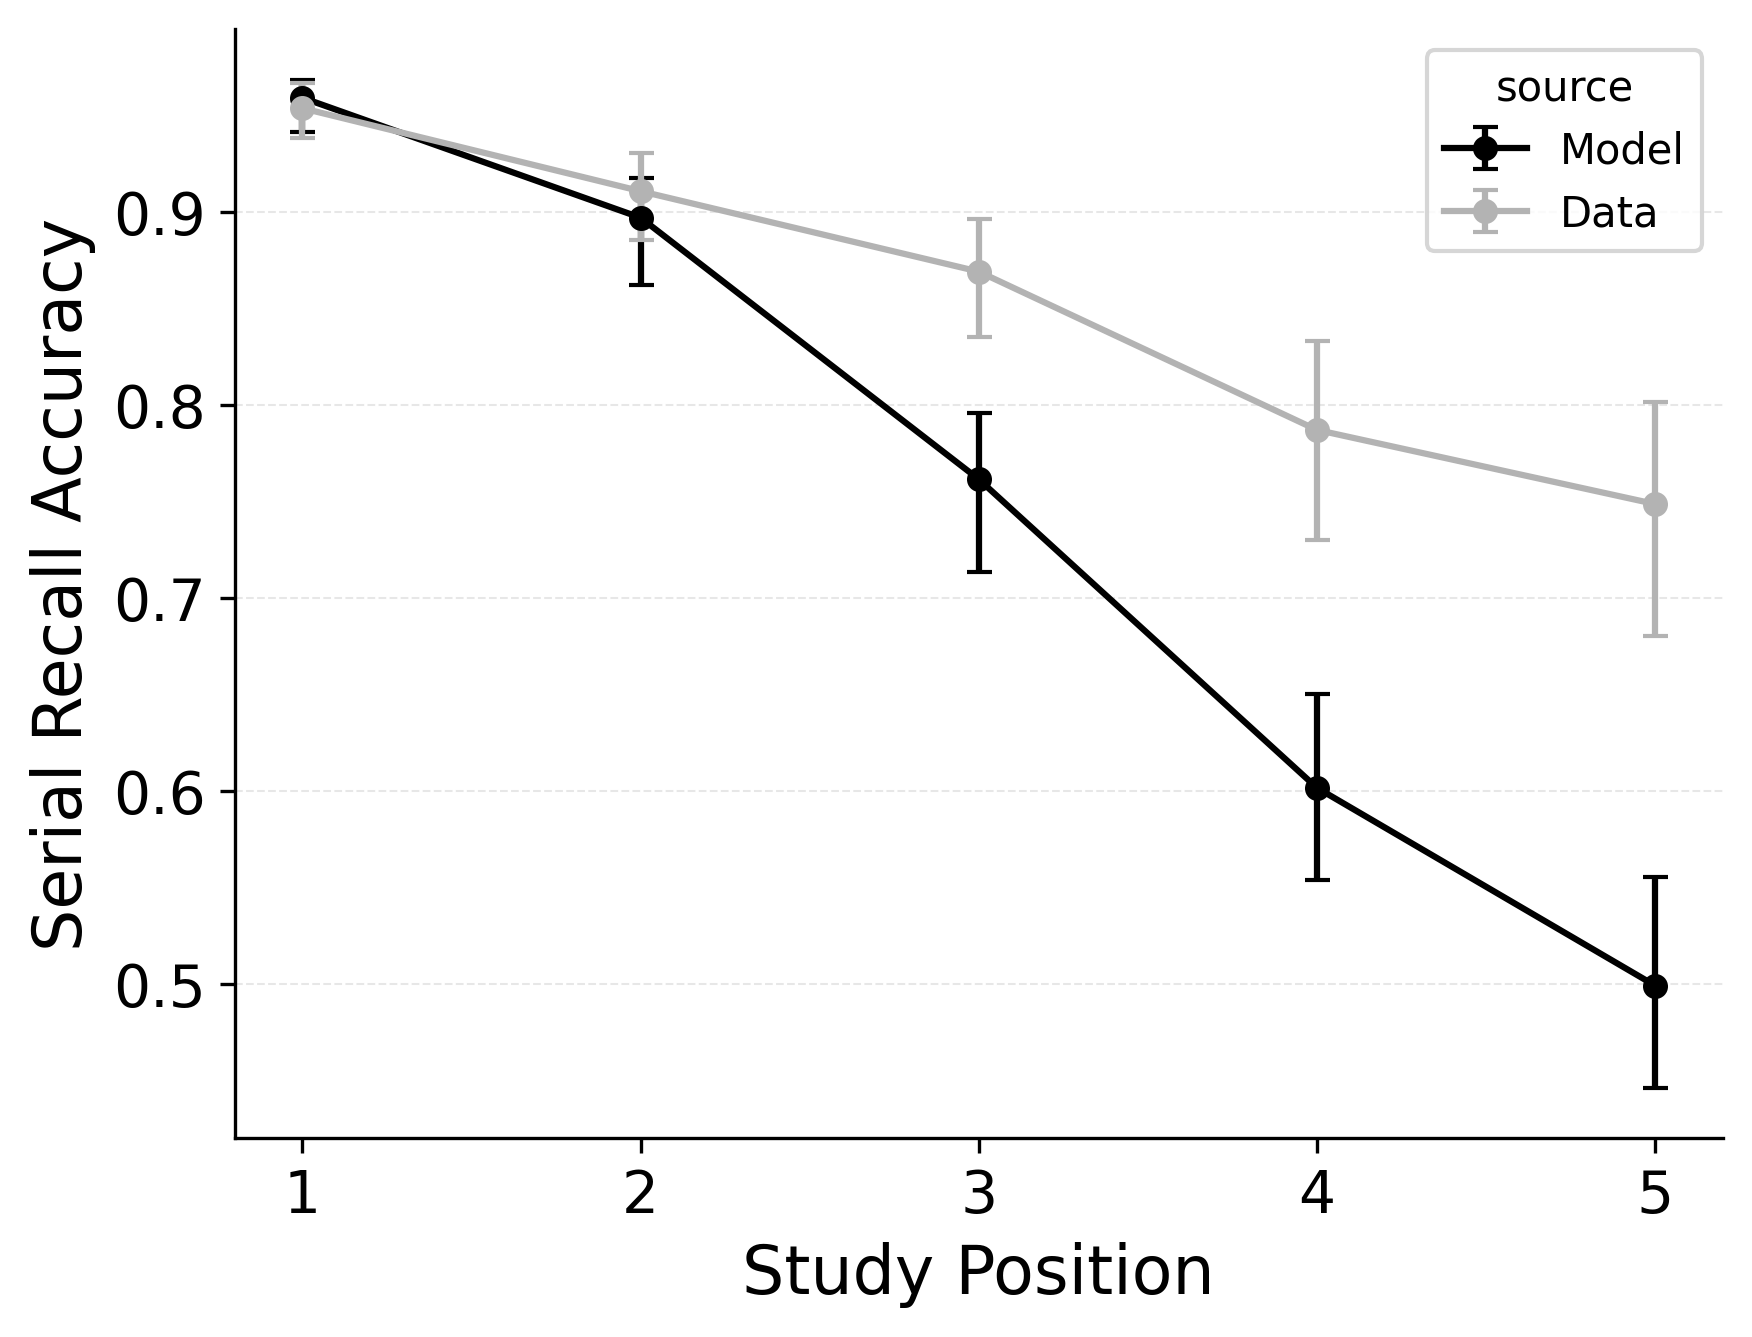 source
Model
Data
0.9
0.8
0.7
0.6
0.5
Serial Recall Accuracy
1 2 3 4 5
Study Position